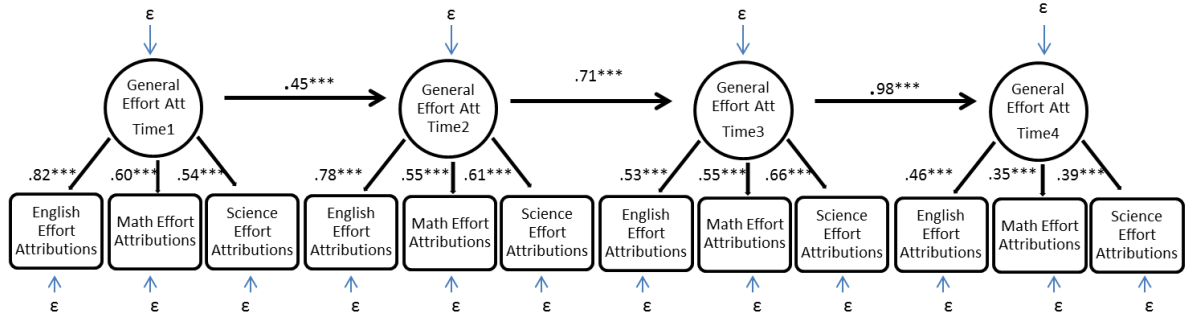 ε ε ε ε
General
Effort Att
Time1
.45***
General
Effort Att
Time2
.71***
General
Effort Att
Time3
.98***
General
Effort Att
Time4
.82*** .60*** .54*** .78*** .55*** .61*** .53*** .55*** .66*** .46*** .35*** .39***
English
Effort
Attributions
Math Effort
Attributions
Science
Effort
Attributions
English
Effort
Attributions
Math Effort
Attributions
Science
Effort
Attributions
English
Effort
Attributions
Math Effort
Attributions
Science
Effort
Attributions
English
Effort
Attributions
Math Effort
Attributions
Science
Effort
Attributions
ε ε ε ε ε ε ε ε ε ε ε ε